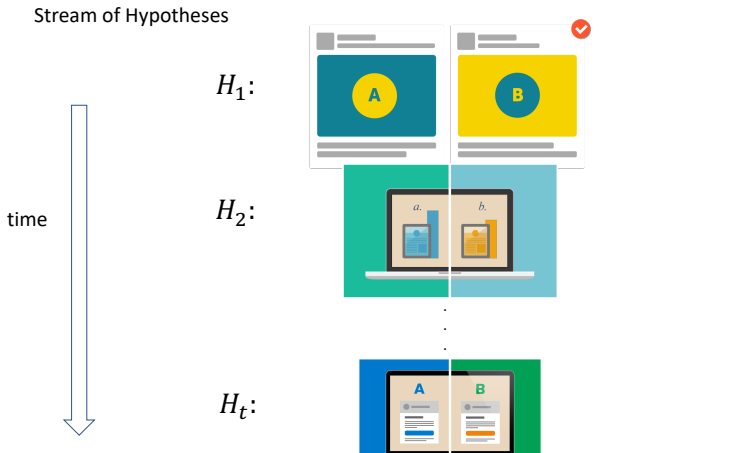 Stream of Hypotheses
H₁:
A B
time
H₂:
a. b.
.
.
.
Hₜ:
A B